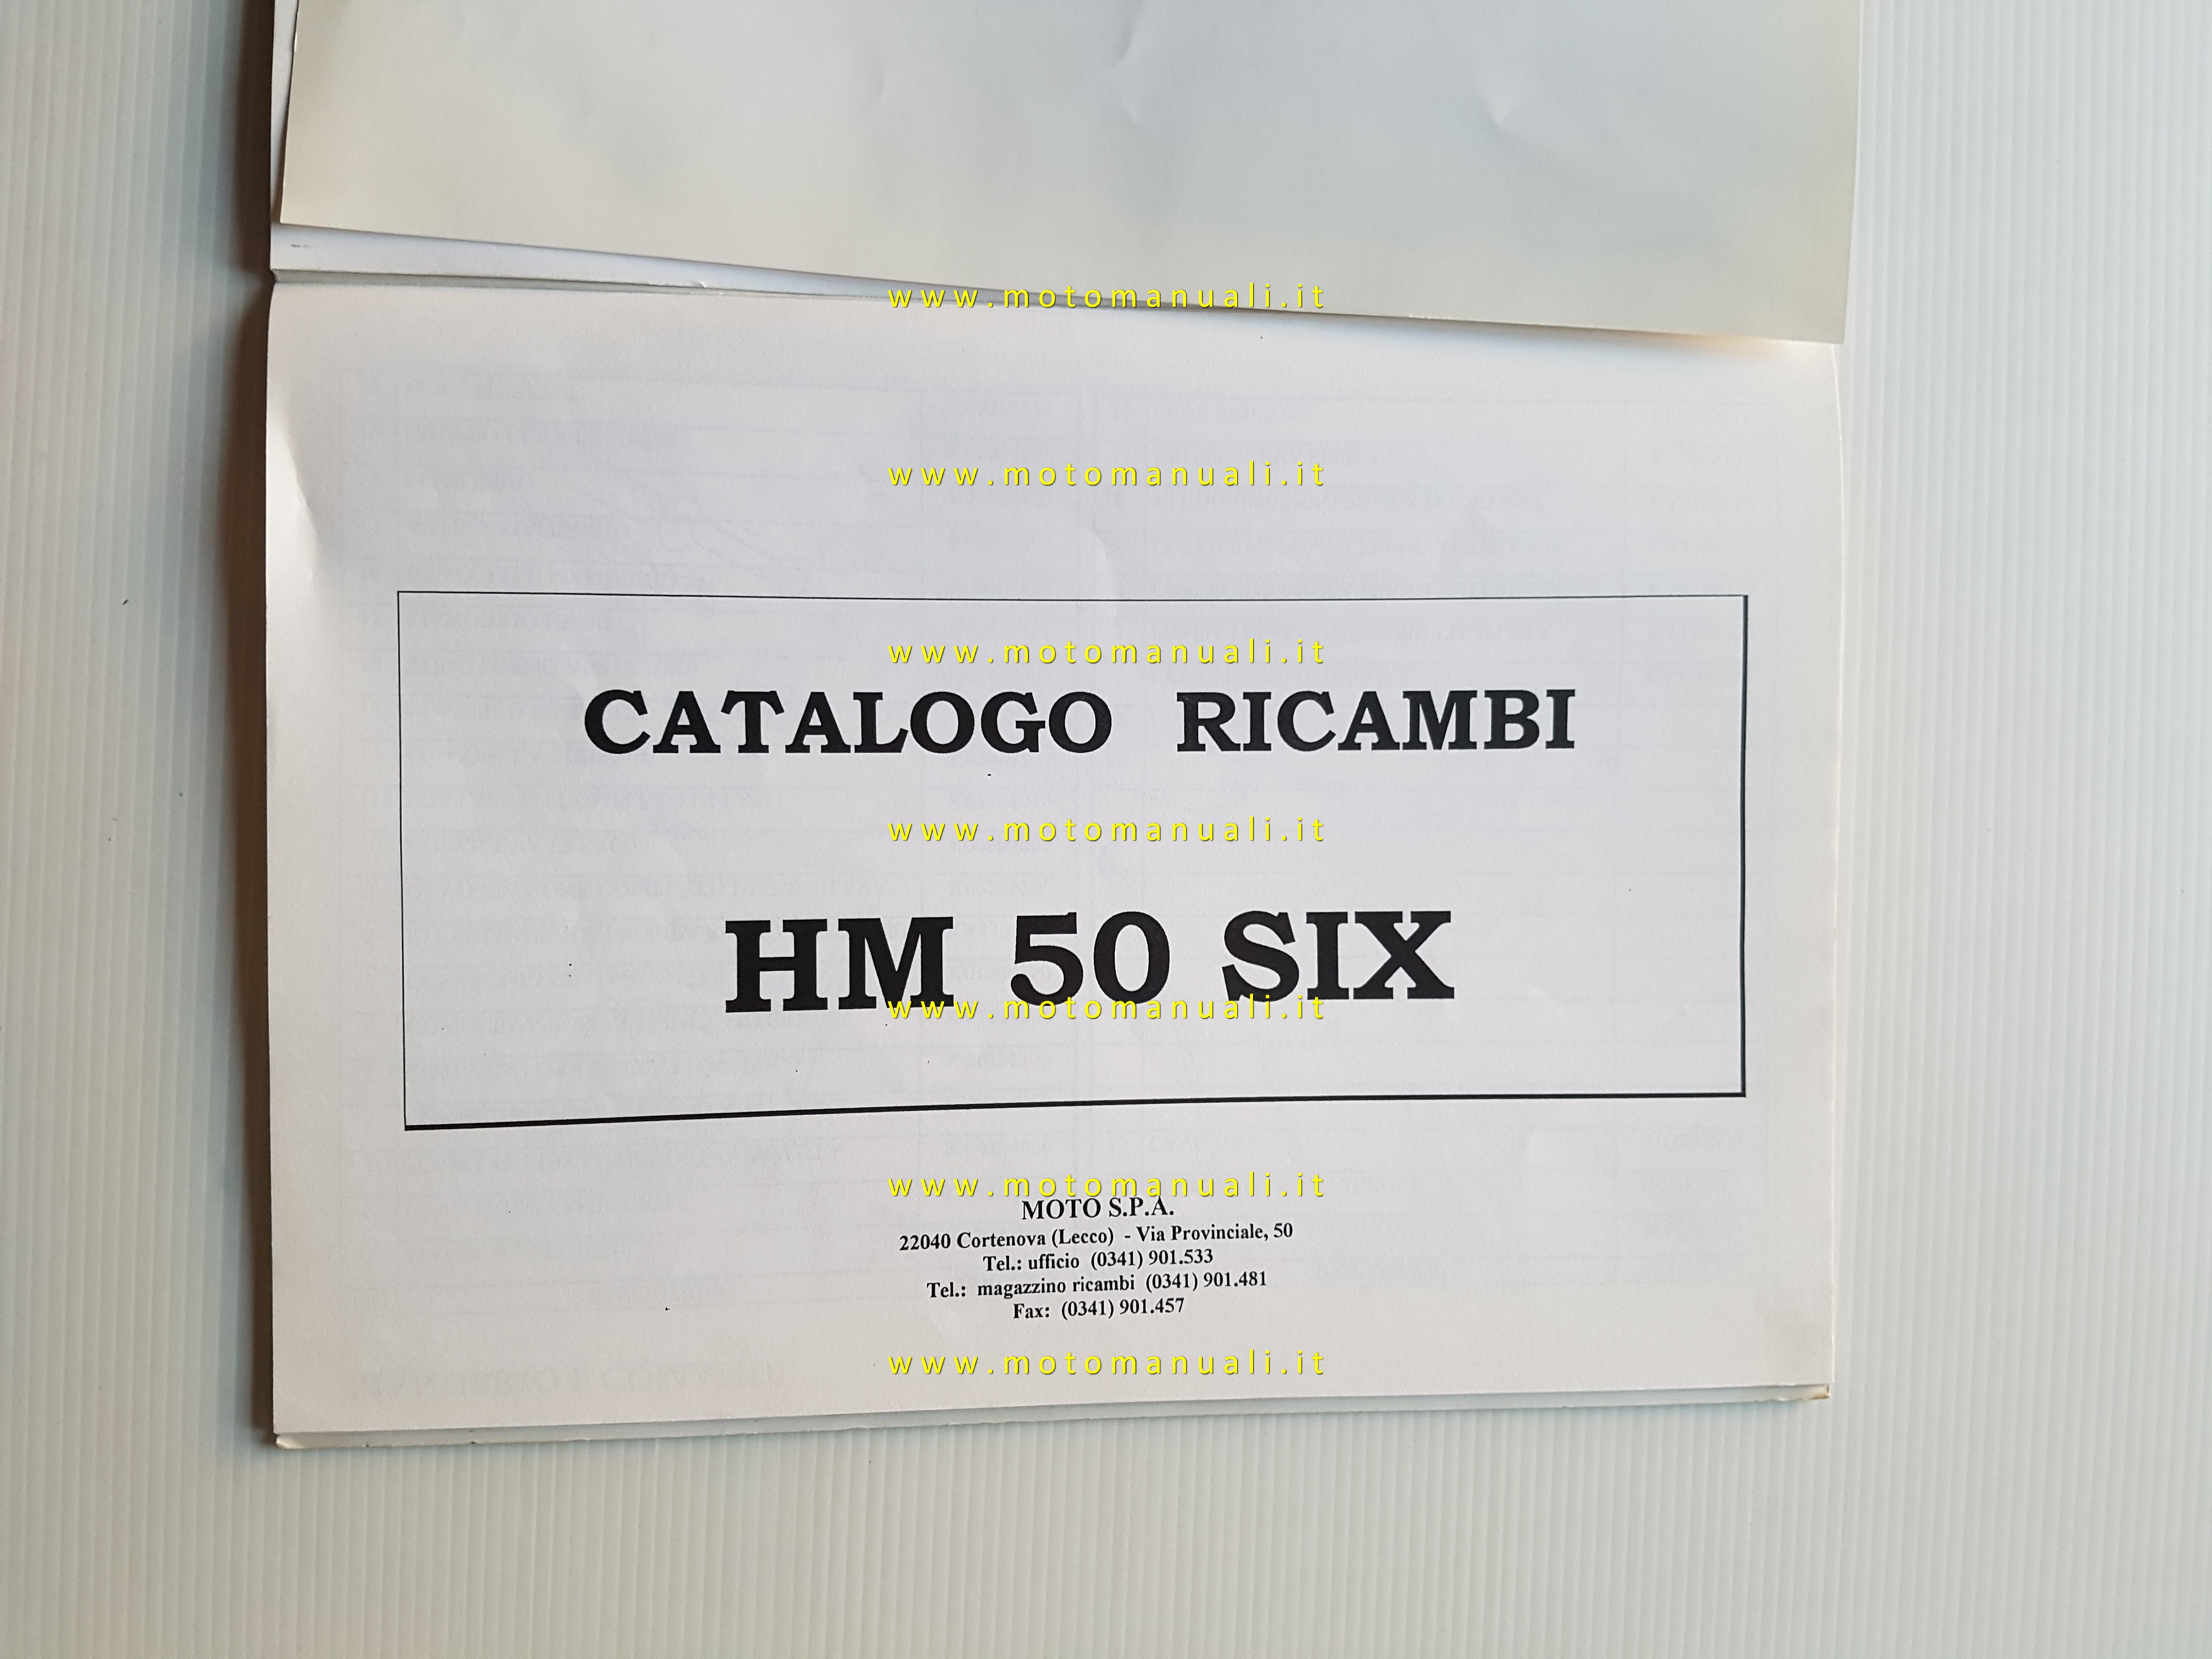 www.motomanuali.it
www.motomanuali.it
www.motomanuali.it
CATALOGO RICAMBI
www.motomanuali.it
HM 50 SIX
www.motomanuali.it
www.motomanuali.it
MOTO S.P.A.
22040 Cortenova (Lecco) - Via Provinciale, 50
Tel.: ufficio (0341) 901.533
Tel.: magazzino ricambi (0341) 901.481
Fax: (0341) 901.457
www.motomanuali.it